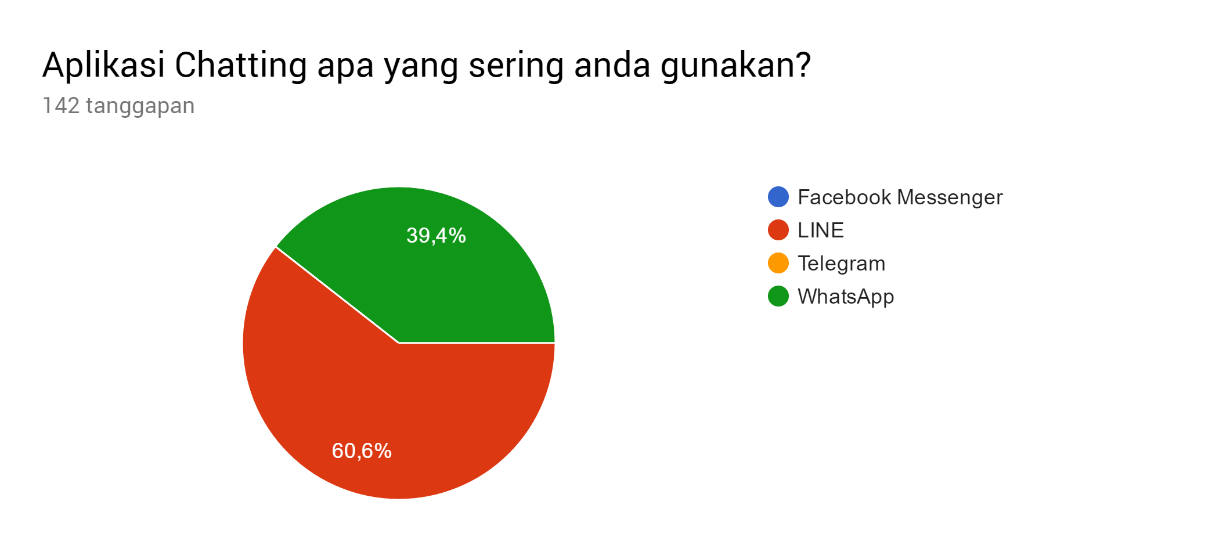 Aplikasi Chatting apa yang sering anda gunakan?
142 tanggapan
39,4%
60,6%
Facebook Messenger
LINE
Telegram
WhatsApp